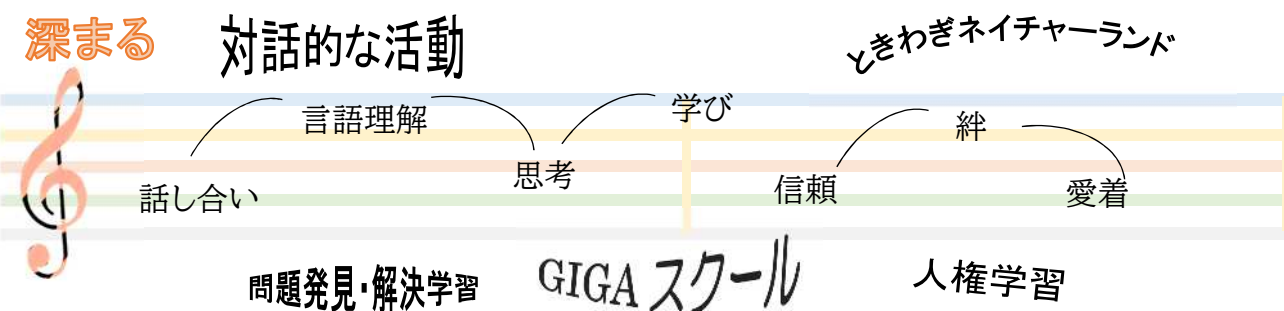 深まる
対話的な活動
ときわぎネイチャーランド
言語理解
学び
絆
話し合い
思考
信頼
愛着
問題発見・解決学習
GIGAスクール
人権学習